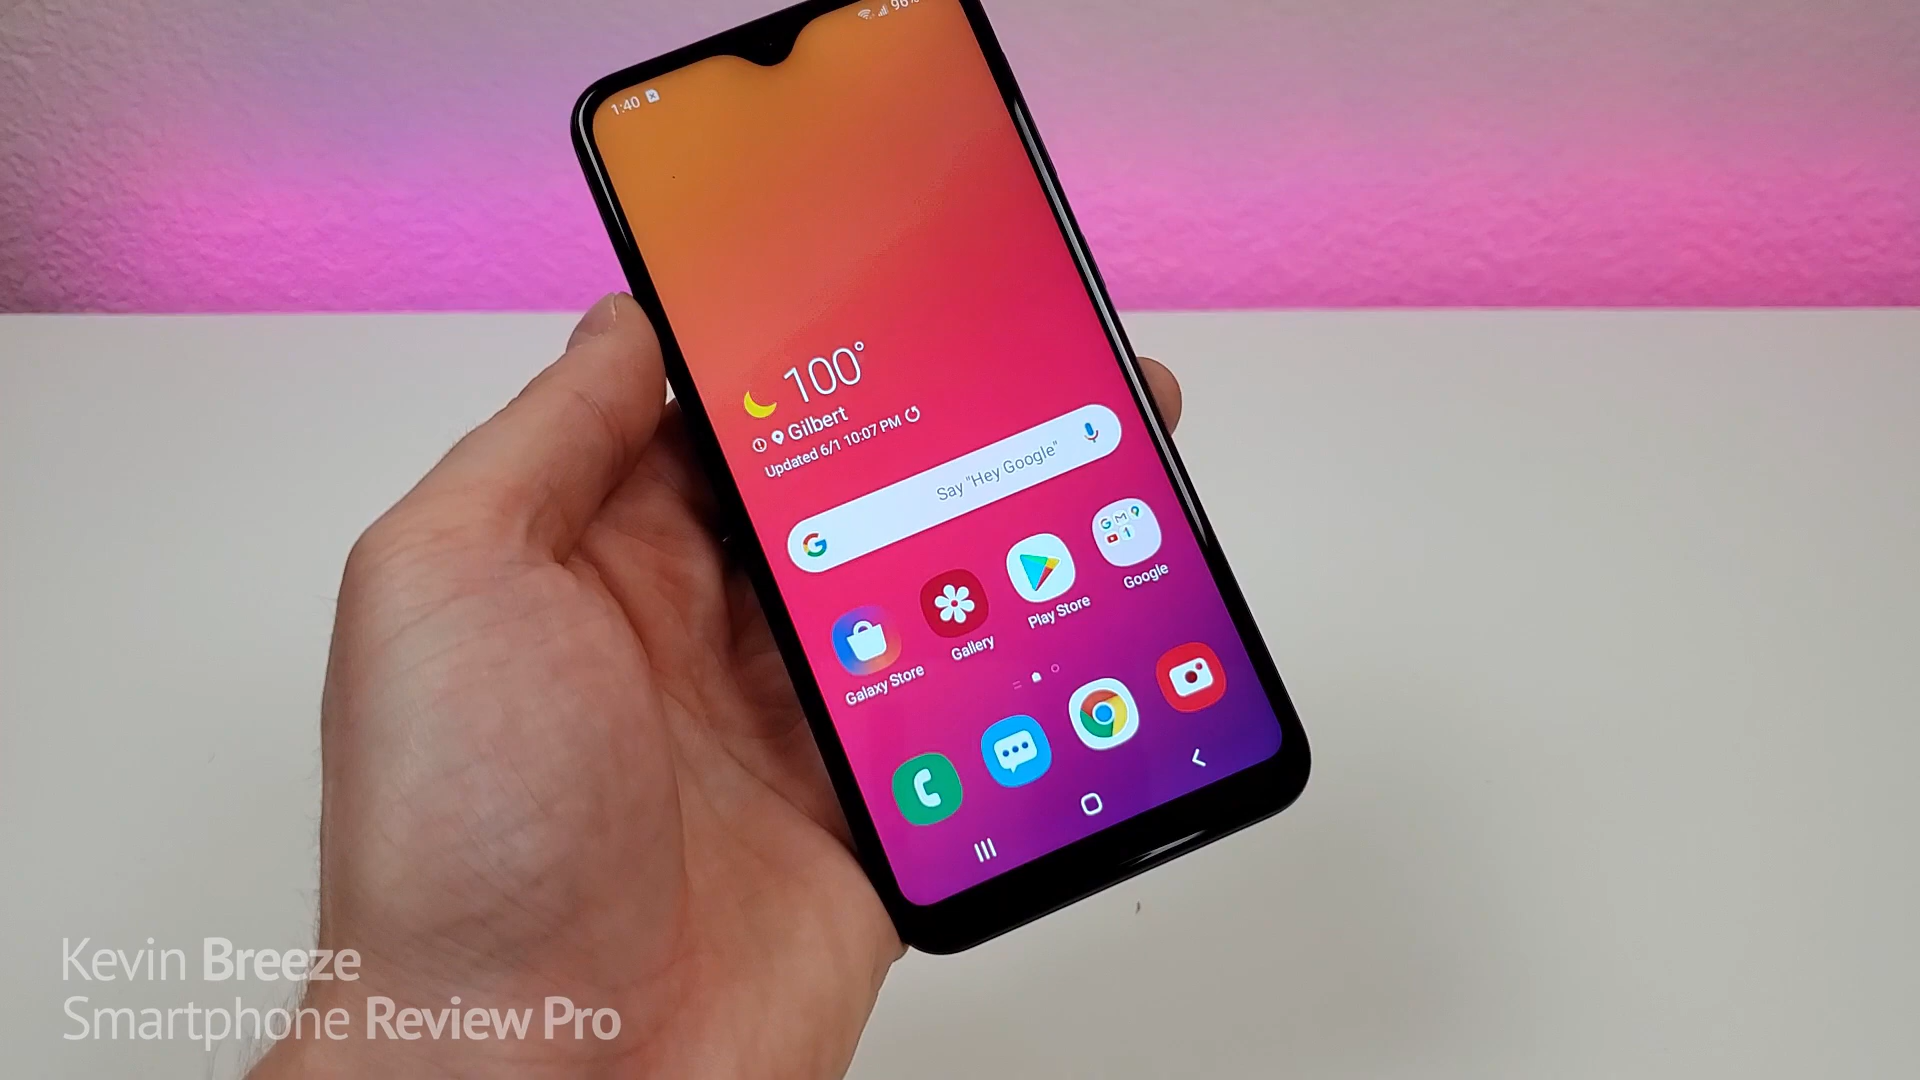 96%
1:40
100°
Gilbert
Updated 6/1 10:07 PM
Say "Hey Google"
Galaxy Store
Gallery
Play Store
Google
Kevin Breeze
Smartphone Review Pro